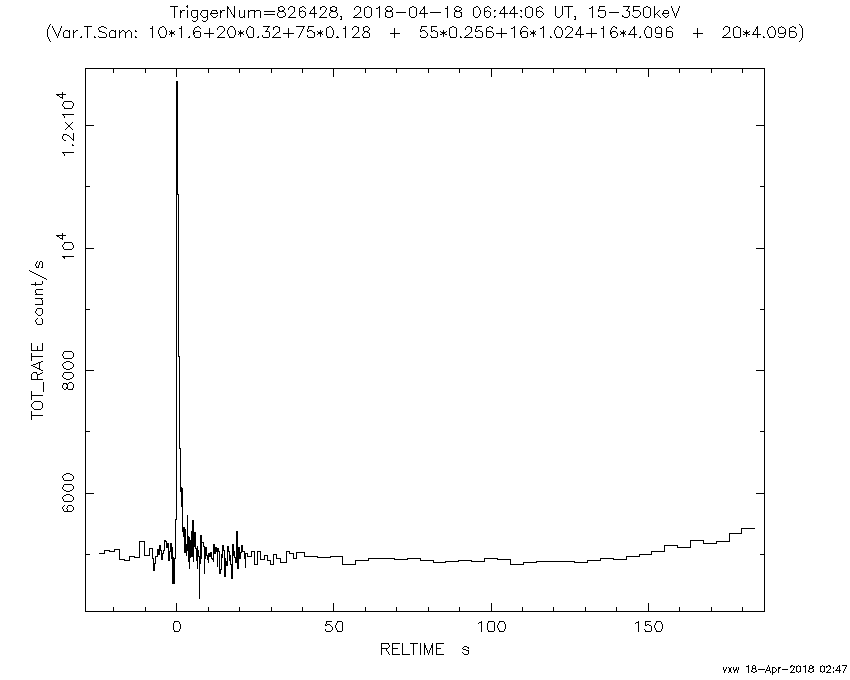 TriggerNum=826428, 2018-04-18 06:44:06 UT, 15-350keV
(Var.T.Sam: 10*1.6+20*0.32+75*0.128 + 55*0.256+16*1.024+16*4.096 + 20*4.096)
1.2×10⁴
10⁴
8000
6000
TOT_RATE count/s
0 50 100 150
RELTIME s
vxw 18-Apr-2018 02:47